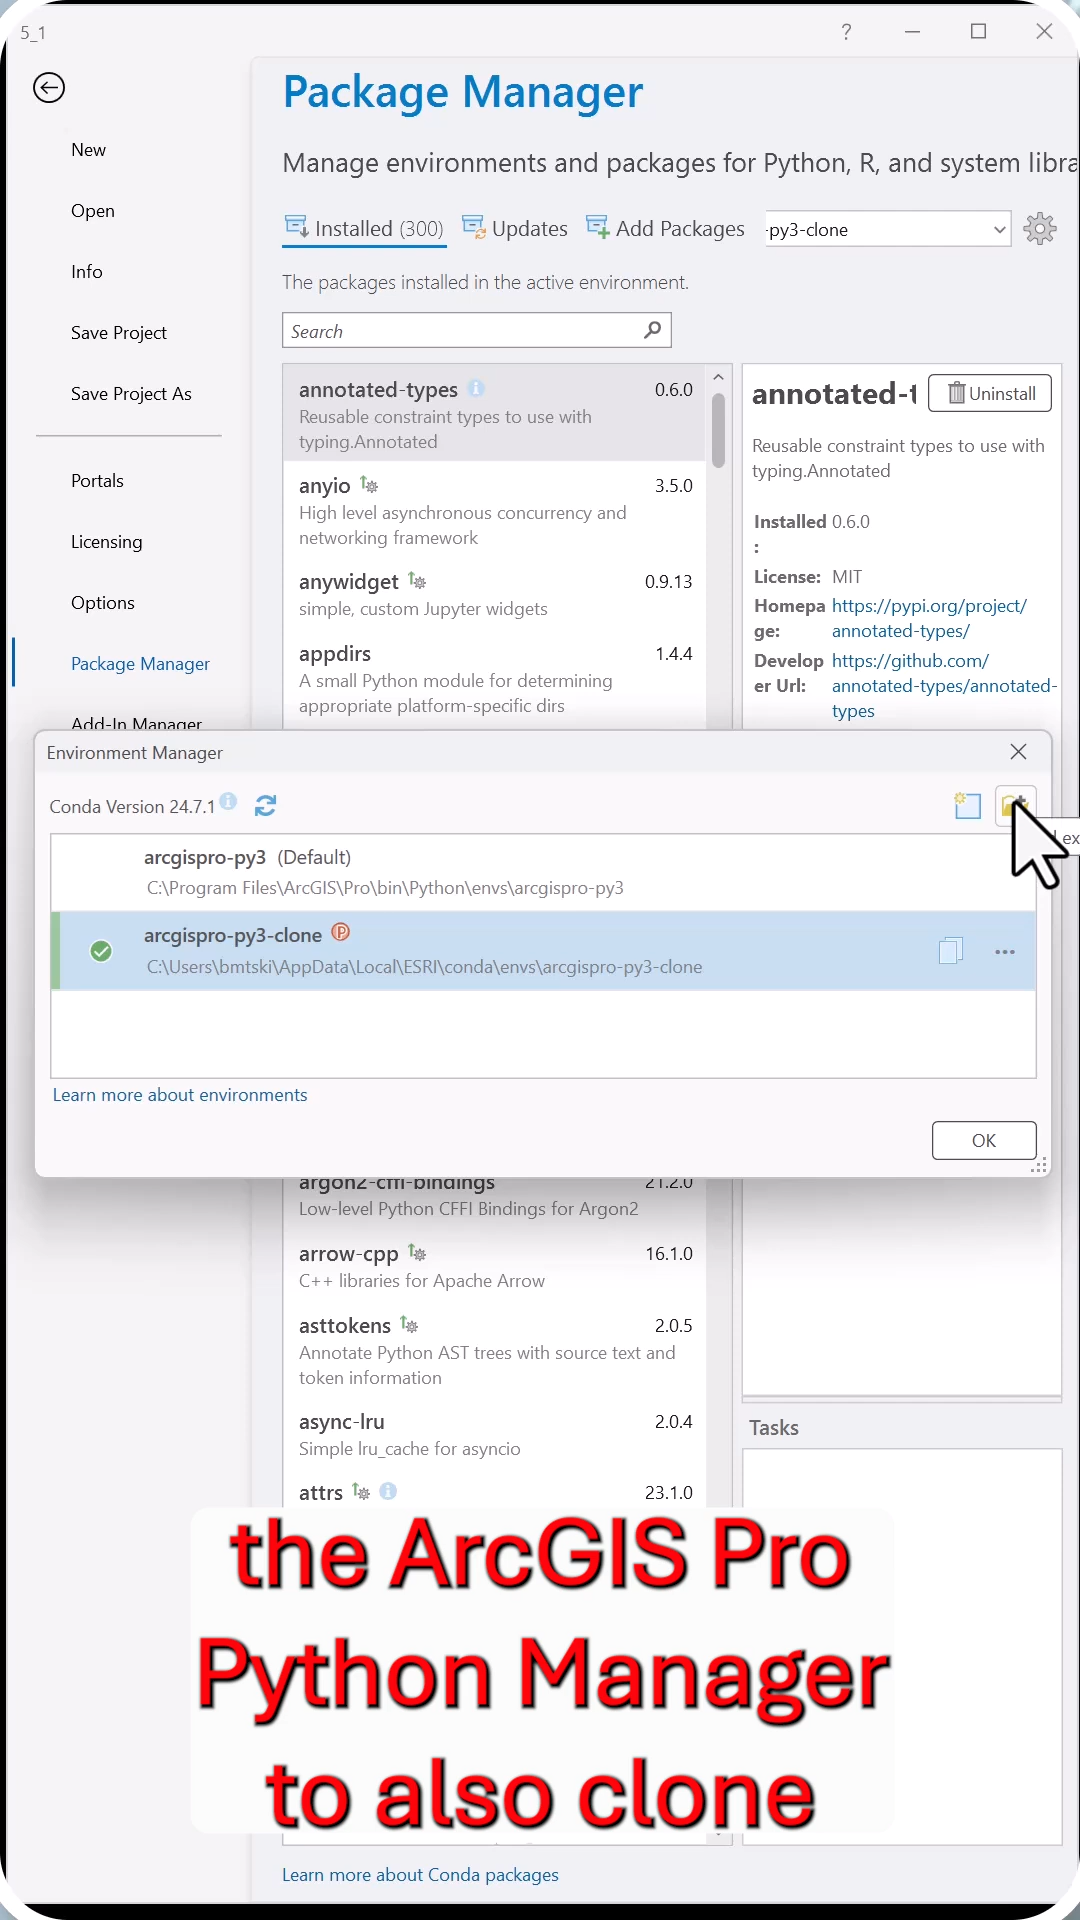 5_1
?
Package Manager
New
Manage environments and packages for Python, R, and system libra
Open
Installed (300)
Updates
Add Packages
-py3-clone
Info
The packages installed in the active environment.
Save Project
Search
Save Project As
annotated-types
0.6.0
Reusable constraint types to use with
typing.Annotated
anyio
3.5.0
High level asynchronous concurrency and
networking framework
anywidget
0.9.13
simple, custom Jupyter widgets
appdirs
1.4.4
A small Python module for determining
appropriate platform-specific dirs
annotated-t
Uninstall
Reusable constraint types to use with
typing.Annotated
Installed 0.6.0
:
License: MIT
Homepa https://pypi.org/project/
ge: annotated-types/
Develop https://github.com/
er Url: annotated-types/annotated-
types
Portals
Licensing
Options
Package Manager
Add-In Manager
Environment Manager
Conda Version 24.7.1
ex
arcgispro-py3 (Default)
C:\Program Files\ArcGIS\Pro\bin\Python\envs\arcgispro-py3
arcgispro-py3-clone P
C:\Users\bmtski\AppData\Local\ESRI\conda\envs\arcgispro-py3-clone
Learn more about environments
OK
argon2-cffi-bindings
21.2.0
Low-level Python CFFI Bindings for Argon2
arrow-cpp
16.1.0
C++ libraries for Apache Arrow
asttokens
2.0.5
Annotate Python AST trees with source text and
token information
async-lru
2.0.4
Simple lru_cache for asyncio
attrs
23.1.0
Tasks
the ArcGIS Pro
Python Manager
to also clone
Learn more about Conda packages